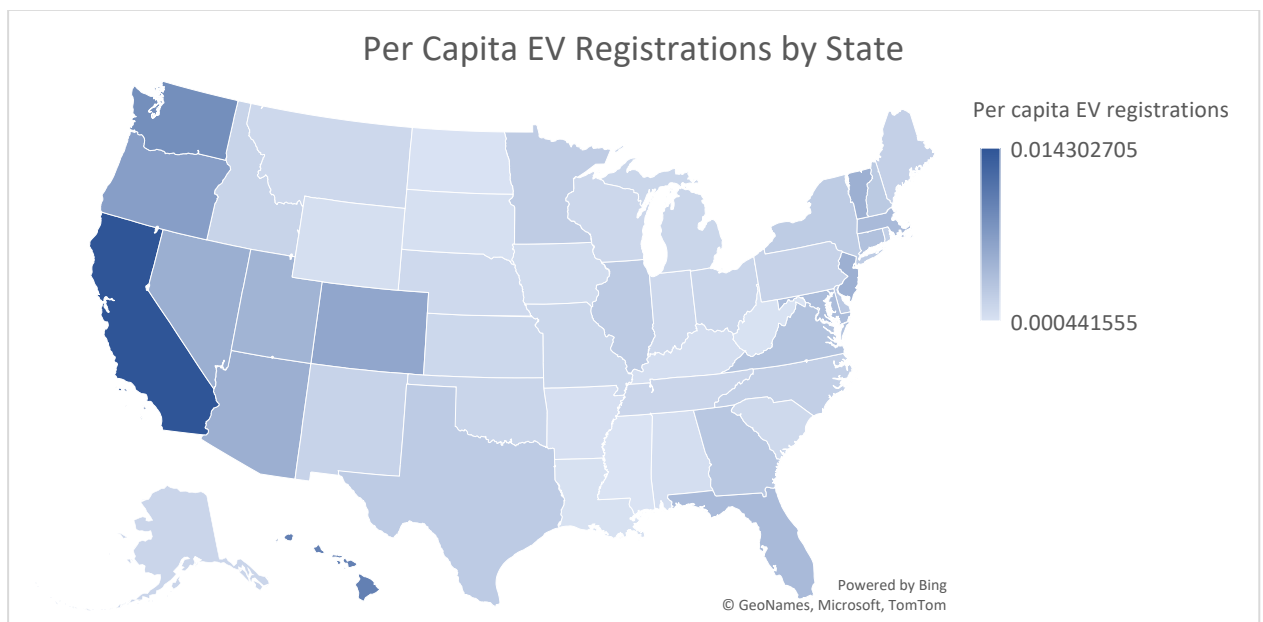 Per Capita EV Registrations by State
Per capita EV registrations
0.014302705
0.000441555
Powered by Bing
© GeoNames, Microsoft, TomTom